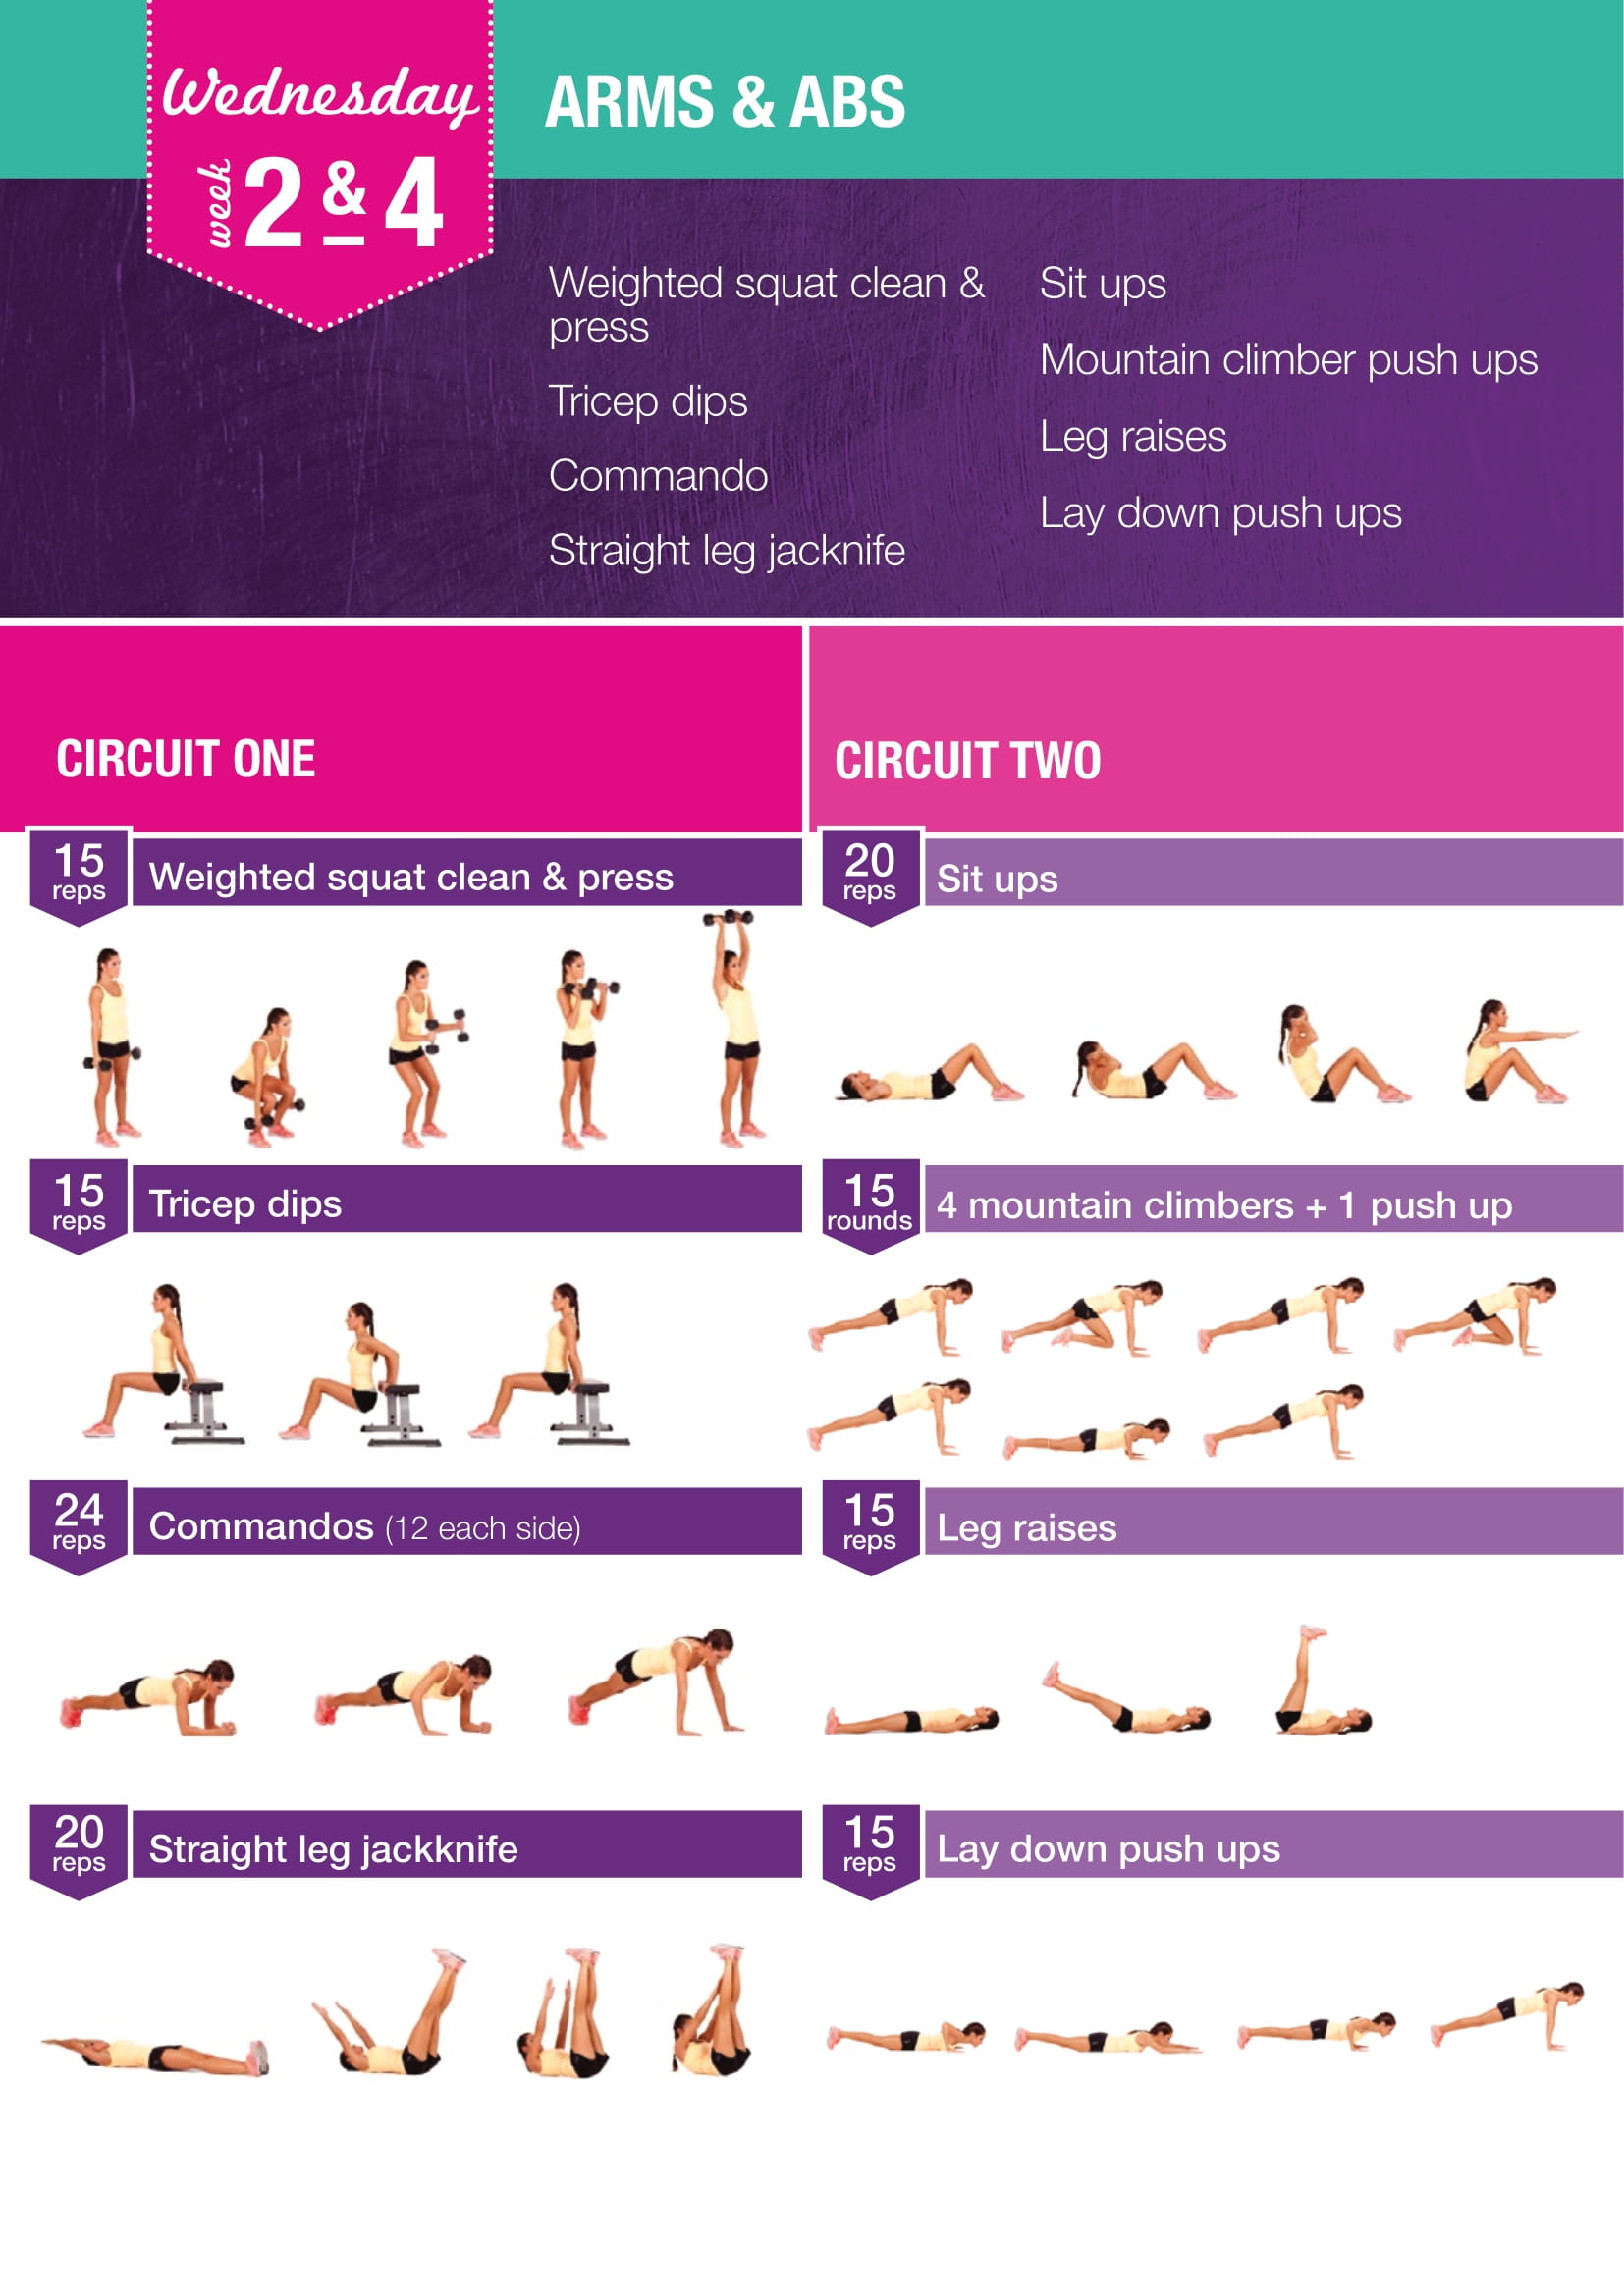 Wednesday
week 2 & 4
ARMS & ABS
Weighted squat clean &
press
Tricep dips
Commando
Straight leg jacknife
Sit ups
Mountain climber push ups
Leg raises
Lay down push ups
CIRCUIT ONE
15
reps
Weighted squat clean & press
15
reps
Tricep dips
24
reps
Commandos (12 each side)
20
reps
Straight leg jackknife
CIRCUIT TWO
20
reps
Sit ups
15
rounds
4 mountain climbers + 1 push up
15
reps
Leg raises
15
reps
Lay down push ups